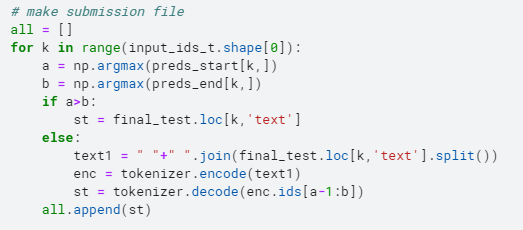 # make submission file
all = []
for k in range(input_ids_t.shape[0]):
    a = np.argmax(preds_start[k,])
    b = np.argmax(preds_end[k,])
    if a>b:
        st = final_test.loc[k,'text']
    else:
        text1 = " "+" ".join(final_test.loc[k,'text'].split())
        enc = tokenizer.encode(text1)
        st = tokenizer.decode(enc.ids[a-1:b])
    all.append(st)